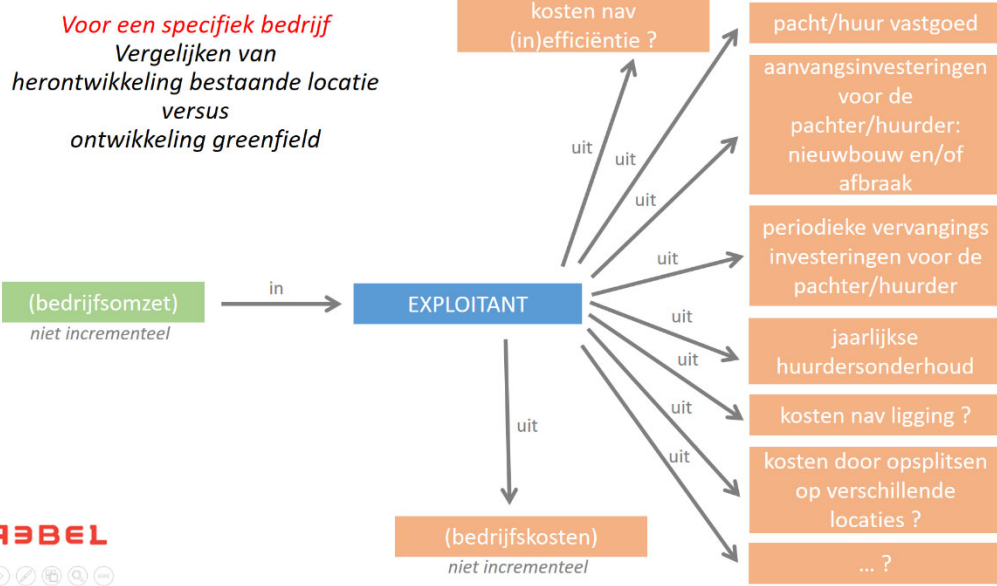 Voor een specifiek bedrijf
Vergelijken van
herontwikkeling bestaande locatie
versus
ontwikkeling greenfield
kosten nav
(in)efficiëntie ?
pacht/huur vastgoed
aanvangsinvesteringen
voor de
pachter/huurder:
nieuwbouw en/of
afbraak
periodieke vervangings
investeringen voor de
pachter/huurder
jaarlijkse
huurdersonderhoud
kosten nav ligging ?
kosten door opsplitsen
op verschillende
locaties ?
... ?
uit
uit
uit
uit
uit
uit
uit
uit
uit
(bedrijfsomzet)
niet incrementeel
in
EXPLOITANT
(bedrijfskosten)
niet incrementeel
REBEL